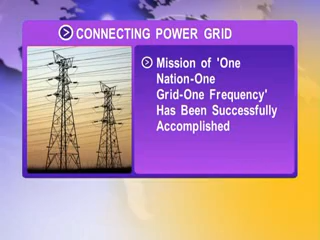 CONNECTING POWER GRID
Mission of 'One
Nation-One
Grid-One Frequency'
Has Been Successfully
Accomplished